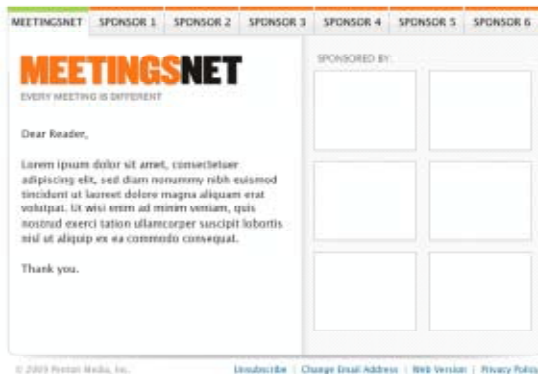 MEETINGSNET SPONSOR 1 SPONSOR 2 SPONSOR 3 SPONSOR 4 SPONSOR 5 SPONSOR 6
MEETINGSNET
EVERY MEETING IS DIFFERENT
SPONSORED BY:
Dear Reader,
Lorem ipsum dolor sit amet, consectetuer
adipiscing elit, sed diam nonummy nibh euismod
tincidunt ut laoreet dolore magna aliquam erat
volutpat. Ut wisi enim ad minim veniam, quis
nostrud exerci tation ullamcorper suscipit lobortis
nisl ut aliquip ex ea commodo consequat.
Thank you.
© 2009 Penton Media, Inc. Unsubscribe | Change Email Address | Web Version | Privacy Policy